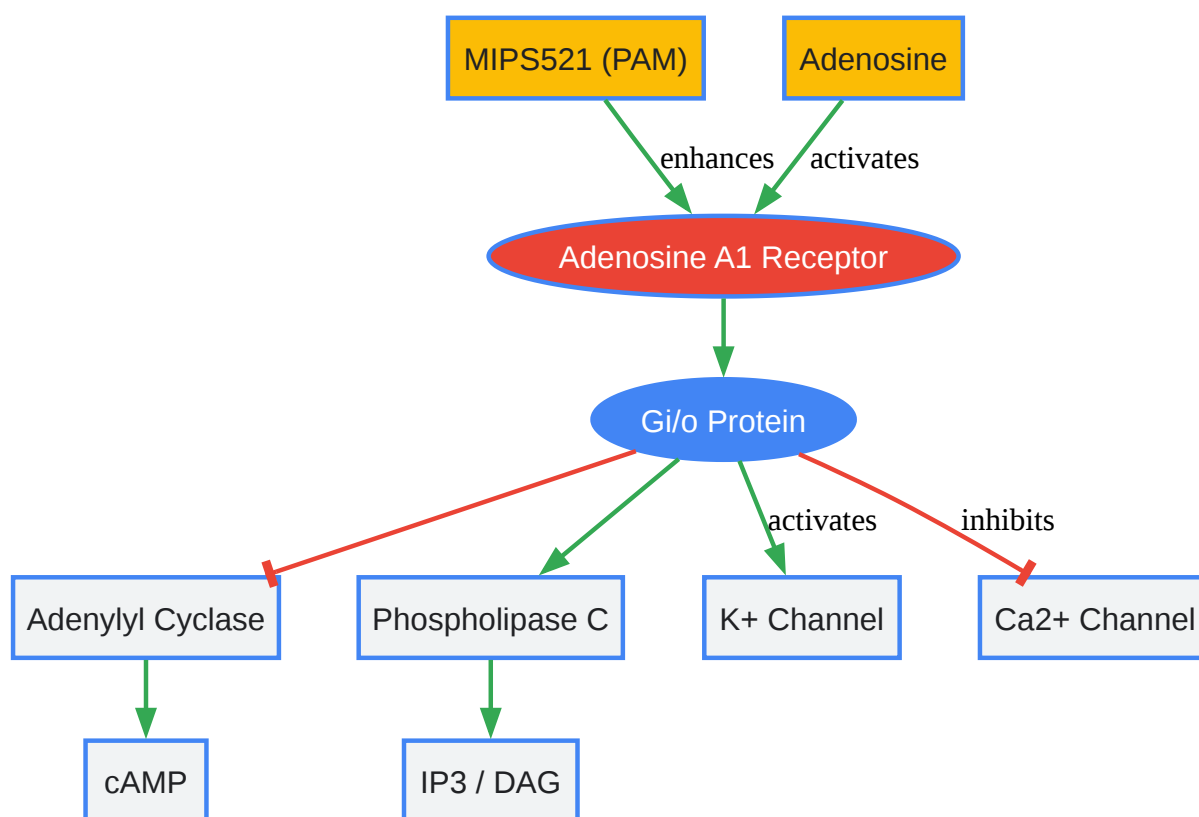 MIPS521 (PAM)
Adenosine
enhances
activates
Adenosine A1 Receptor
Gi/o Protein
activates
inhibits
Adenylyl Cyclase
Phospholipase C
K+ Channel
Ca2+ Channel
cAMP
IP3 / DAG